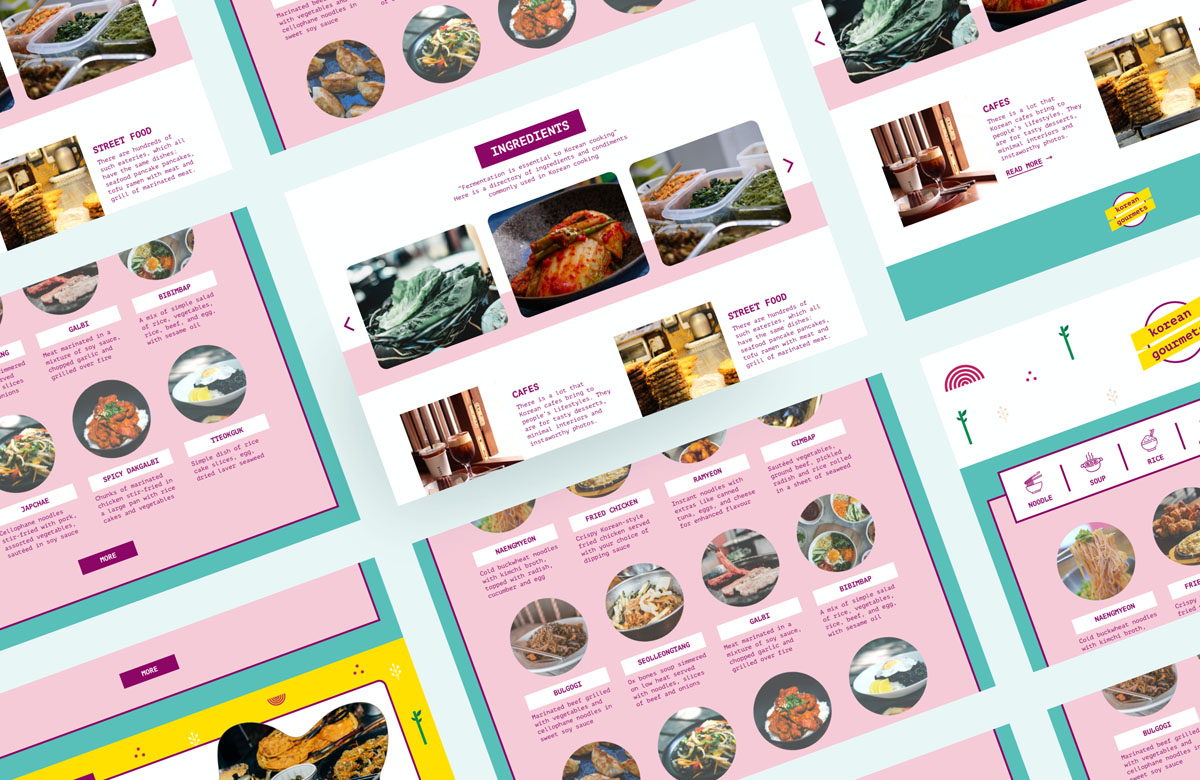 Marinated beef
with vegetables and
cellophane noodles in
sweet soy sauce
STREET FOOD
There are hundreds of
such eateries, which all
have the same dishes:
seafood pancake pancakes,
tofu ramen with meat and
grill of marinated meat.
INGREDIENTS
"Fermentation is essential to Korean cooking"
Here is a directory of ingredients and condiments
commonly used in Korean cooking
CAFES
There is a lot that
Korean cafes bring to
people's lifestyles. They
are for tasty desserts,
minimal interiors and
instaworthy photos.
STREET FOOD
There are hundreds of
such eateries, which all
have the same dishes:
seafood pancake pancakes,
tofu ramen with meat and
grill of marinated meat.
CAFES
There is a lot that
Korean cafes bring to
people's lifestyles. They
are for tasty desserts,
minimal interiors and
instaworthy photos.
READ MORE →
korean
gourmets
GALBI
Meat marinated in a
mixture of soy sauce,
chopped garlic and
grilled over fire
BIBIMBAP
A mix of simple salad
of rice, vegetables,
rice, beef, and egg.
with sesame oil
JAPCHAE
Cellophane noodles
stir-fried with pork,
assorted vegetables,
sautéed in soy sauce
SPICY DAKGALBI
Chunks of marinated
chicken stir-fried in
a large pan with rice
cakes and vegetables
TTEOKGUK
Simple dish of rice
cake slices, egg,
dried laver seaweed
MORE
MORE
NAENGMYEON
Cold buckwheat noodles
with kimchi broth,
topped with radish,
cucumber and egg
FRIED CHICKEN
Crispy Korean-style
fried chicken served
with your choice of
dipping sauce
RAMYEON
Instant noodles with
extras like canned
tuna, eggs, and cheese
for enhanced flavour
GIMBAP
Sautéed vegetables,
ground beef, pickled
radish and rice rolled
in a sheet of seaweed
BULGOGI
Marinated beef grilled
with vegetables and
cellophane noodles in
sweet soy sauce
SEOLLEONGTANG
Ox bones soup simmered
on low heat served
with noodles, slices
of beef and onions
GALBI
Meat marinated in a
mixture of soy sauce,
chopped garlic and
grilled over fire
BIBIMBAP
A mix of simple salad
of rice, vegetables,
rice, beef, and egg.
with sesame oil
korean
gourmets
NOODLE
SOUP
RICE
NAENGMYEON
Cold buckwheat noodles
with kimchi broth,
Crispy
fried
BULGOGI
Marinated beef grilled
with vegetables and